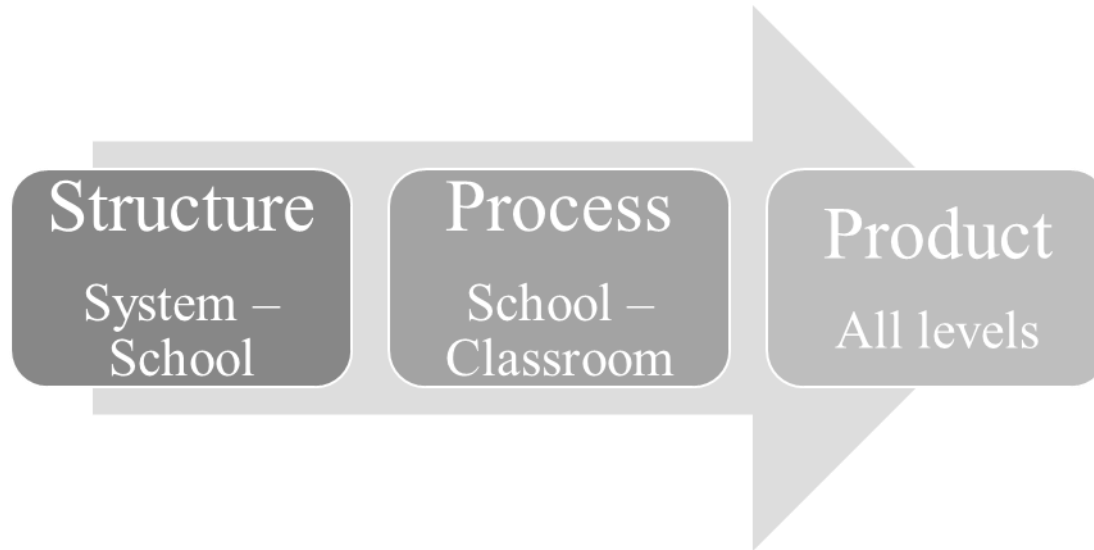 Structure
System –
School
Process
School –
Classroom
Product
All levels